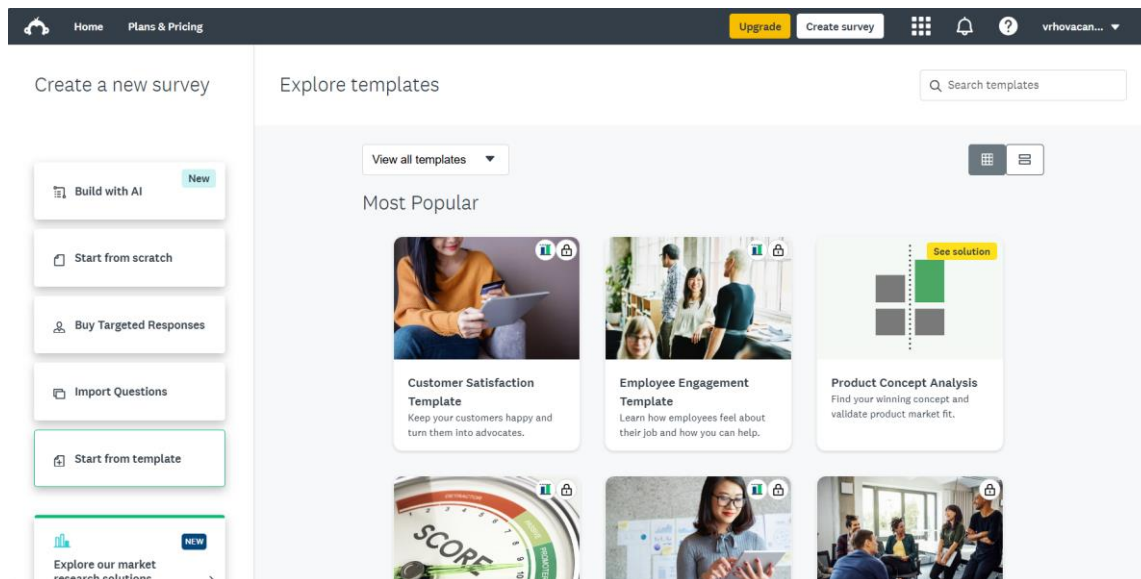 Home Plans & Pricing
Upgrade Create survey vrhovacan...
Create a new survey
Explore templates
Search templates
View all templates
New
Build with AI
Start from scratch
Buy Targeted Responses
Import Questions
Start from template
NEW
Explore our market
research solutions
Most Popular
See solution
Customer Satisfaction
Template
Keep your customers happy and
turn them into advocates.
Employee Engagement
Template
Learn how employees feel about
their job and how you can help.
Product Concept Analysis
Find your winning concept and
validate product market fit.
DETRACTOR
SCORE